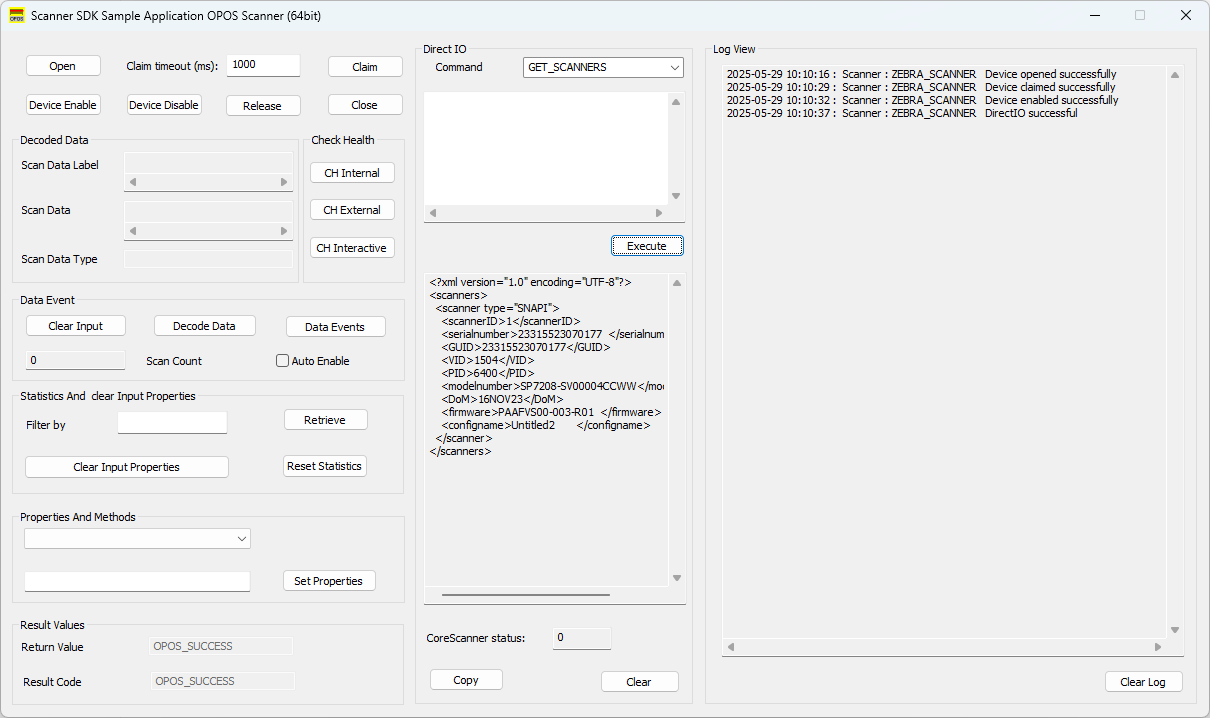 OPOS Scanner SDK Sample Application OPOS Scanner (64bit)
Open
Claim timeout (ms):
1000
Claim
Device Enable
Device Disable
Release
Close
Decoded Data
Scan Data Label
Scan Data
Scan Data Type
Check Health
CH Internal
CH External
CH Interactive
Data Event
Clear Input
Decode Data
Data Events
0
Scan Count
Auto Enable
Statistics And  clear Input Properties
Filter by
Retrieve
Clear Input Properties
Reset Statistics
Properties And Methods
Set Properties
Result Values
Return Value
OPOS_SUCCESS
Result Code
OPOS_SUCCESS
Direct IO
Command
GET_SCANNERS
Execute
<?xml version="1.0" encoding="UTF-8"?>
<scanners>
  <scanner type="SNAPI">
    <scannerID>1</scannerID>
    <serialnumber>23315523070177  </serialnum
    <GUID>23315523070177</GUID>
    <VID>1504</VID>
    <PID>6400</PID>
    <modelnumber>SP7208-SV00004CCWW</mo
    <DoM>16NOV23</DoM>
    <firmware>PAAFVS00-003-R01  </firmware>
    <configname>Untitled2       </configname>
  </scanner>
</scanners>
CoreScanner status:
0
Copy
Clear
Log View
2025-05-29 10:10:16 :  Scanner : ZEBRA_SCANNER   Device opened successfully
2025-05-29 10:10:29 :  Scanner : ZEBRA_SCANNER   Device claimed successfully
2025-05-29 10:10:32 :  Scanner : ZEBRA_SCANNER   Device enabled successfully
2025-05-29 10:10:37 :  Scanner : ZEBRA_SCANNER   DirectIO successful
Clear Log